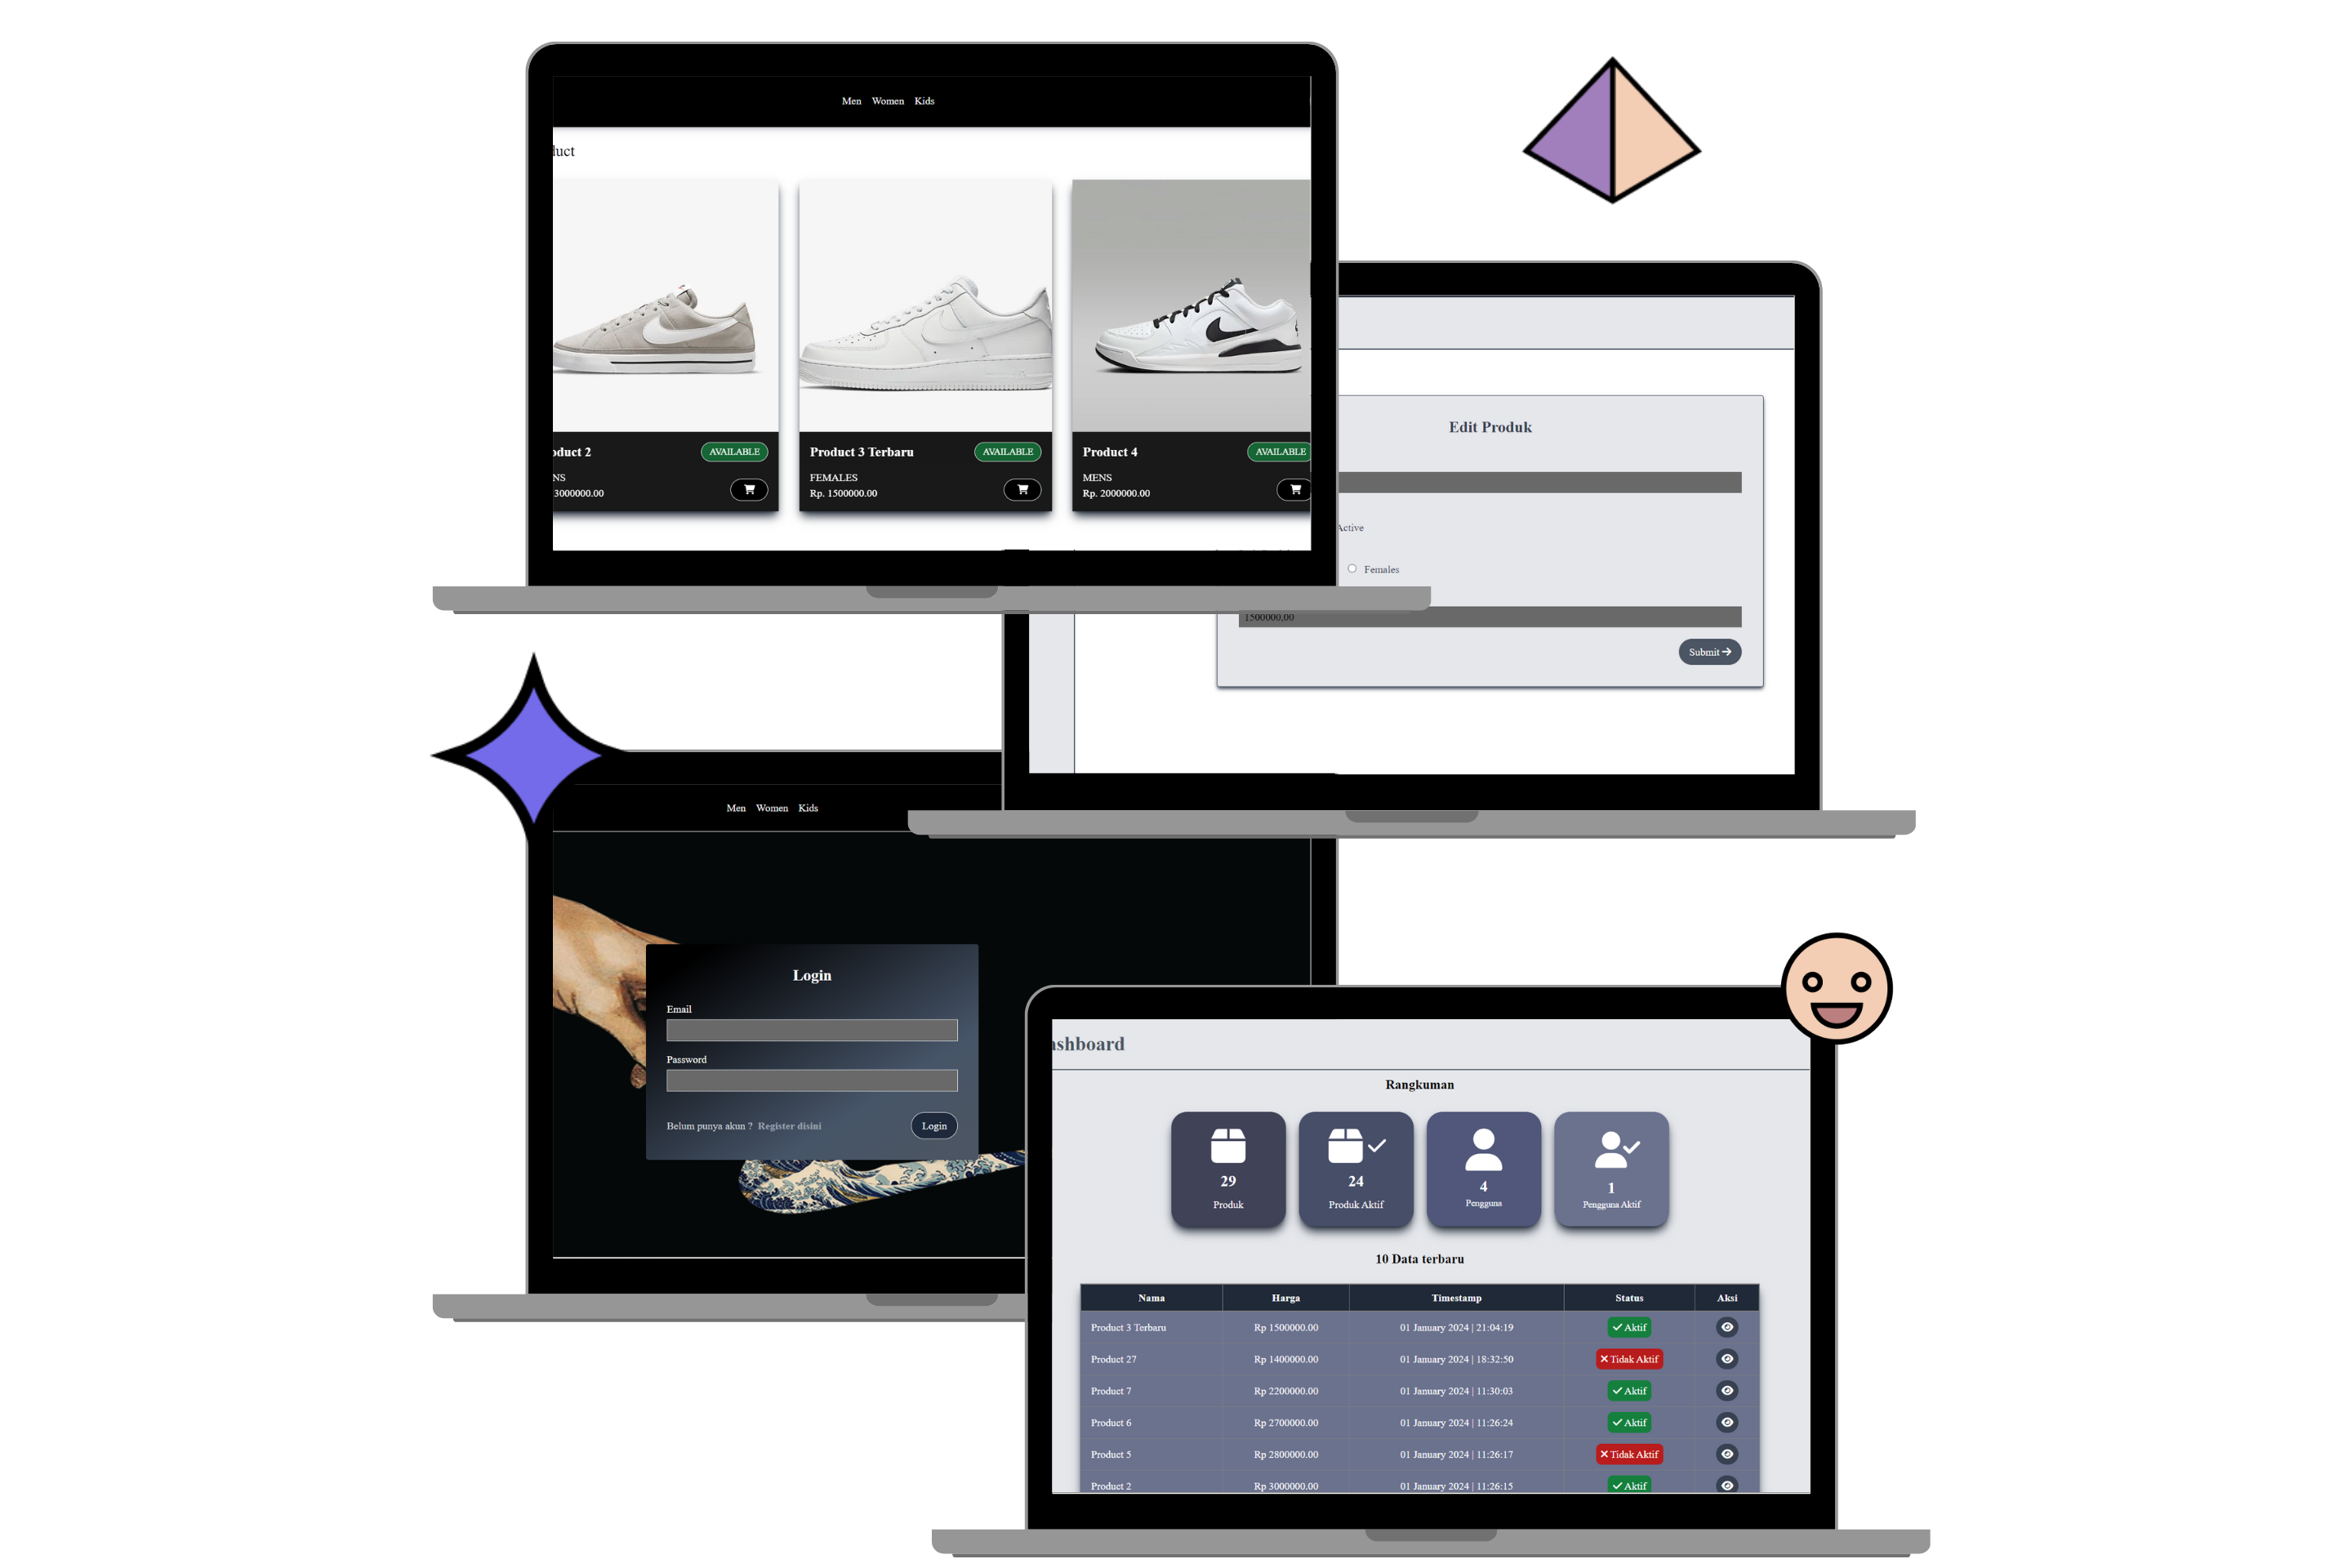 Men Women Kids
duct
oduct 2 AVAILABLE
NS
3000000.00
Product 3 Terbaru AVAILABLE
FEMALES
Rp. 1500000.00
Product 4 AVAILABLE
MENS
Rp. 2000000.00
Edit Produk
Active
Females
1500000,00
Submit
Men Women Kids
Login
Email
Password
Belum punya akun ? Register disini Login
ashboard
Rangkuman
29
Produk
24
Produk Aktif
4
Pengguna
1
Pengguna Aktif
10 Data terbaru
Nama Harga Timestamp Status Aksi
Product 3 Terbaru Rp 1500000.00 01 January 2024 | 21:04:19 Aktif
Product 27 Rp 1400000.00 01 January 2024 | 18:32:50 Tidak Aktif
Product 7 Rp 2200000.00 01 January 2024 | 11:30:03 Aktif
Product 6 Rp 2700000.00 01 January 2024 | 11:26:24 Aktif
Product 5 Rp 2800000.00 01 January 2024 | 11:26:17 Tidak Aktif
Product 2 Rp 3000000.00 01 January 2024 | 11:26:15 Aktif